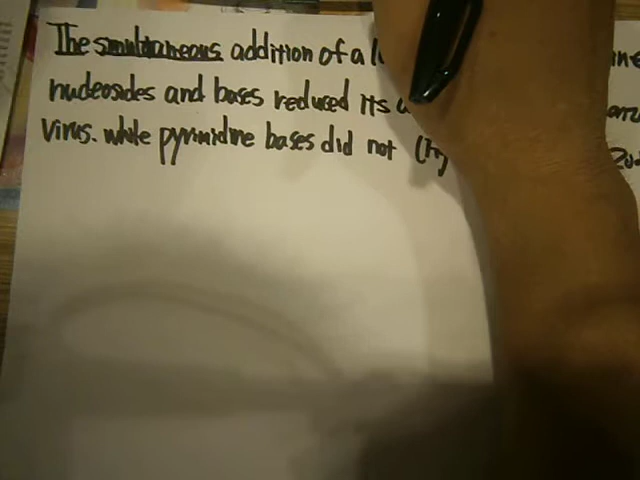 The simultaneous addition of a
nucleosides and bases reduced its
virus. while pyrimidine bases did not